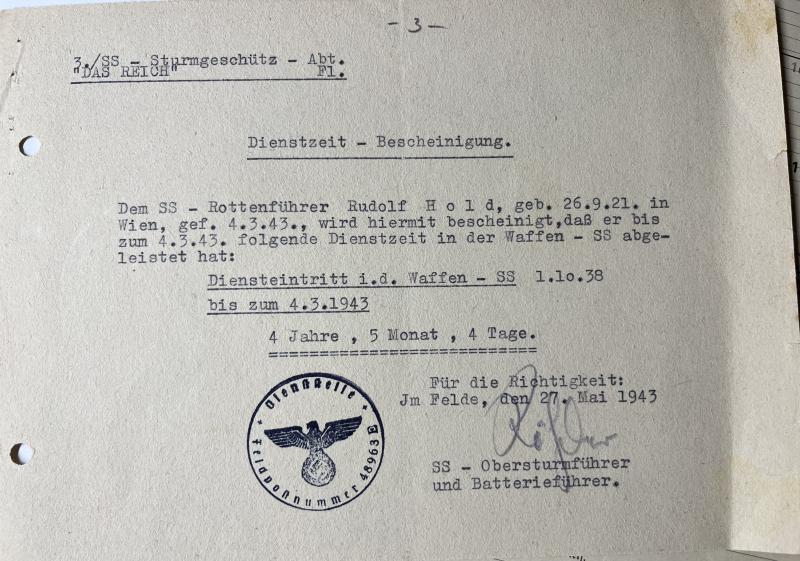 - 3 -
3./SS - Sturmgeschütz - Abt.
"DAS REICH" Fl.
Dienstzeit - Bescheinigung.
Dem SS - Rottenführer Rudolf H o l d, geb. 26.9.21. in
Wien, gef. 4.3.43., wird hiermit bescheinigt,daß er bis
zum 4.3.43. folgende Dienstzeit in der Waffen - SS abge-
leistet hat:
Diensteintritt i.d. Waffen - SS 1.1o.38
bis zum 4.3.1943
4 Jahre , 5 Monat , 4 Tage.
===========================
Für die Richtigkeit:
Jm Felde, den 27. Mai 1943
SS - Obersturmführer
und Batterieführer.
Dienststelle
Feldpostnummer 48963 E